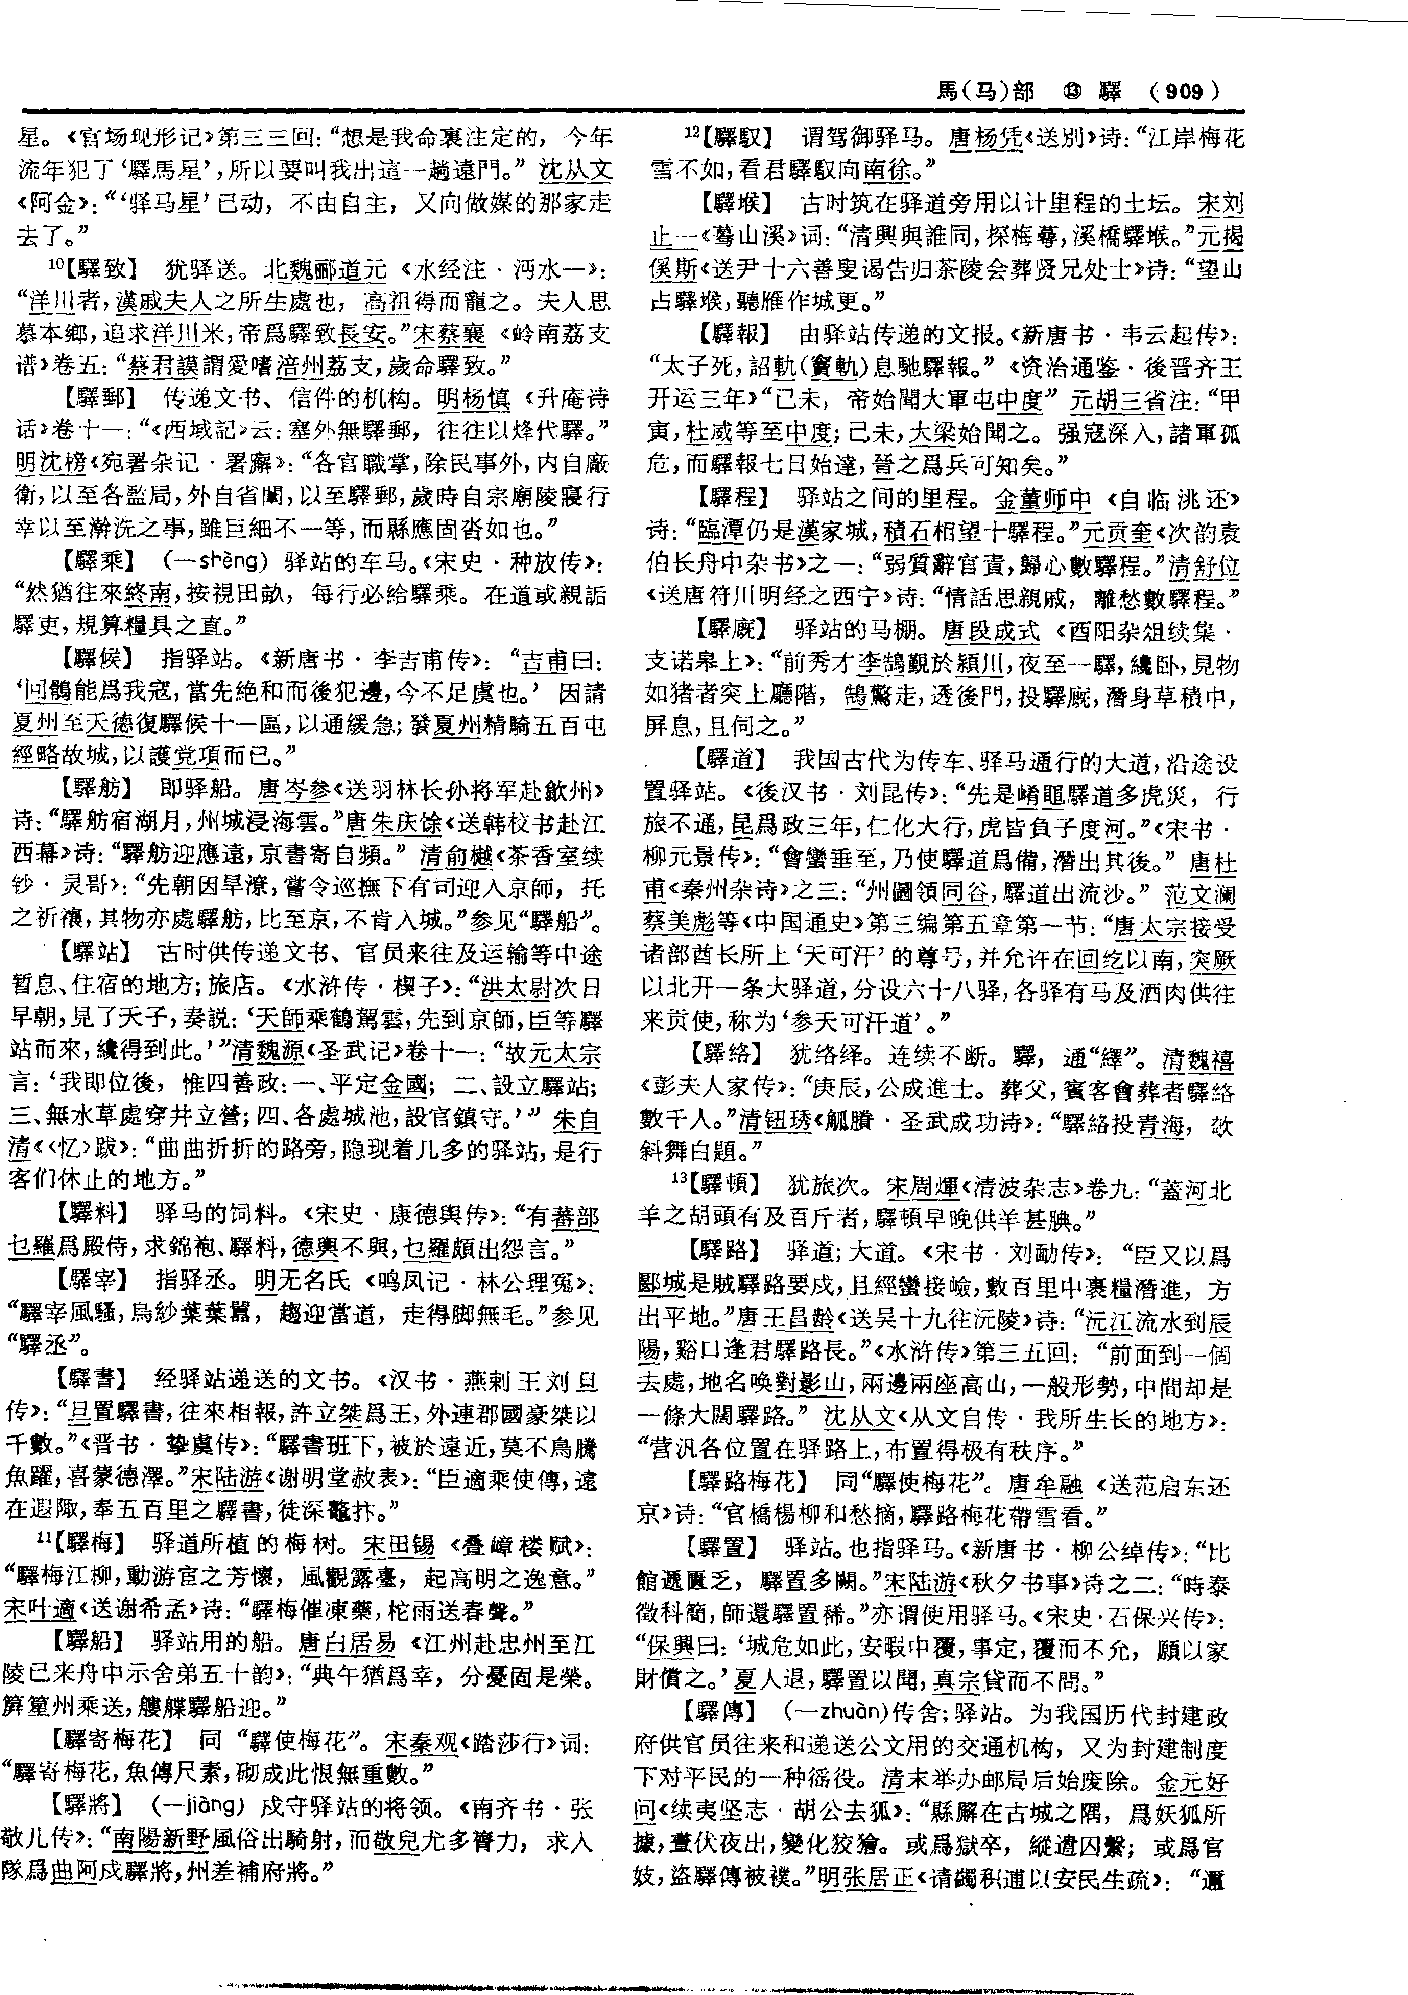 馬(马)部 ⑬ 驛 (909)
星。《官场现形记》第三三回：“想是我命裏注定的，今年
流年犯了‘驛馬星’，所以要叫我出這一趟遠門。”沈从文
《阿金》：“‘驿马星’已动，不由自主，又向做媒的那家走
去了。”
¹⁰【驛致】 犹驿送。北魏郦道元《水经注·沔水一》：
“洋川者，漢戚夫人之所生處也，高祖得而寵之。夫人思
慕本鄉，追求洋川米，帝爲驛致長安。”宋蔡襄《岭南荔支
谱》卷五：“蔡君謨謂愛嗜涪州荔支，歲命驛致。”
【驛郵】 传递文书、信件的机构。明杨慎《升庵诗
话》卷十一：“《西域記》云：塞外無驛郵，往往以烽代驛。”
明沈榜《宛署杂记·署廨》：“各官職掌，除民事外，内自廠
衛，以至各監局，外自省闈，以至驛郵，歲時自宗廟陵寢行
幸以至澣洗之事，雖巨細不一等，而縣應固沓如也。”
【驛乘】 （—shèng）驿站的车马。《宋史·种放传》：
“然猶往來終南，按視田畝，每行必給驛乘。在道或親詬
驛吏，規算糧具之直。”
【驛候】 指驿站。《新唐书·李吉甫传》：“吉甫曰：
‘回鶻能爲我寇，當先絶和而後犯邊，今不足虞也。’因請
夏州至天德復驛候十一區，以通緩急；發夏州精騎五百屯
經略故城，以護党項而已。”
【驛舫】 即驿船。唐岑参《送羽林长孙将军赴歙州》
诗：“驛舫宿湖月，州城浸海雲。”唐朱庆馀《送韩校书赴江
西幕》诗：“驛舫迎應遠，京書寄自頻。”清俞樾《茶香室续
钞·灵哥》：“先朝因旱潦，嘗令巡撫下有司迎入京師，托
之祈禳，其物亦處驛舫，比至京，不肯入城。”参见“驛船”。
【驛站】 古时供传递文书、官员来往及运输等中途
暂息、住宿的地方；旅店。《水浒传·楔子》：“洪太尉次日
早朝，見了天子，奏説：‘天師乘鶴駕雲，先到京師，臣等驛
站而來，纔得到此。’”清魏源《圣武记》卷十一：“故元太宗
言：‘我即位後，惟四善政：一、平定金國；二、設立驛站；
三、無水草處穿井立營；四、各處城池，設官鎮守。’”朱自
清《〈忆〉跋》：“曲曲折折的路旁，隐现着几多的驿站，是行
客们休止的地方。”
【驛料】 驿马的饲料。《宋史·康德舆传》：“有蕃部
乜羅爲殿侍，求錦袍、驛料，德輿不與，乜羅頗出怨言。”
【驛宰】 指驿丞。明无名氏《鸣凤记·林公理冤》：
“驛宰風騷，烏紗葉葉囂，趨迎當道，走得脚無毛。”参见
“驛丞”。
【驛書】 经驿站递送的文书。《汉书·燕剌王刘旦
传》：“旦置驛書，往來相報，許立桀爲王，外連郡國豪桀以
千數。”《晋书·挚虞传》：“驛書班下，被於遠近，莫不鳥騰
魚躍，喜蒙德澤。”宋陆游《谢明堂赦表》：“臣適乘使傳，遠
在遐陬，奉五百里之驛書，徒深鼇抃。”
¹¹【驛梅】 驿道所植的梅树。宋田锡《叠嶂楼赋》：
“驛梅江柳，動游宦之芳懷，風觀露臺，起高明之逸意。”
宋叶適《送谢希孟》诗：“驛梅催凍蘂，柁雨送春聲。”
【驛船】 驿站用的船。唐白居易《江州赴忠州至江
陵已来舟中示舍弟五十韵》：“典午猶爲幸，分憂固是榮。
箳篁州乘送，艛艓驛船迎。”
【驛寄梅花】 同“驛使梅花”。宋秦观《踏莎行》词：
“驛寄梅花，魚傳尺素，砌成此恨無重數。”
【驛將】 （—jiàng）戍守驿站的将领。《南齐书·张
敬儿传》：“南陽新野風俗出騎射，而敬兒尤多膂力，求入
隊爲曲阿戍驛將，州差補府將。”
¹²【驛馭】 谓驾御驿马。唐杨凭《送别》诗：“江岸梅花
雪不如，看君驛馭向南徐。”
【驛堠】 古时筑在驿道旁用以计里程的土坛。宋刘
止一《蓦山溪》词：“清興與誰同，探梅萼，溪橋驛堠。”元揭
傒斯《送尹十六善叟谒告归茶陵会葬贤兄处士》诗：“望山
占驛堠，聽雁作城更。”
【驛報】 由驿站传递的文报。《新唐书·韦云起传》：
“太子死，詔軌（竇軌）息馳驛報。”《资治通鉴·後晋齐王
开运三年》“己未，帝始聞大軍屯中度”元胡三省注：“甲
寅，杜威等至中度；己未，大梁始聞之。强寇深入，諸軍孤
危，而驛報七日始達，晉之爲兵可知矣。”
【驛程】 驿站之间的里程。金董师中《自临洮还》
诗：“臨潭仍是漢家城，積石相望十驛程。”元贡奎《次韵袁
伯长舟中杂书》之一：“弱質辭官責，歸心數驛程。”清舒位
《送唐符川明经之西宁》诗：“情話思親戚，離愁數驛程。”
【驛廐】 驿站的马棚。唐段成式《酉阳杂俎续集·
支诺皋上》：“前秀才李鵠覲於潁川，夜至一驛，纔卧，見物
如猪者突上廳階，鵠驚走，透後門，投驛廐，潛身草積中，
屏息，且伺之。”
【驛道】 我国古代为传车、驿马通行的大道，沿途设
置驿站。《後汉书·刘昆传》：“先是崤黽驛道多虎災，行
旅不通，昆爲政三年，仁化大行，虎皆負子度河。”《宋书·
柳元景传》：“會蠻垂至，乃使驛道爲備，潛出其後。”唐杜
甫《秦州杂诗》之三：“州圖領同谷，驛道出流沙。”范文澜
蔡美彪等《中国通史》第三编第五章第一节：“唐太宗接受
诸部酋长所上‘天可汗’的尊号，并允许在回纥以南，突厥
以北开一条大驿道，分设六十八驿，各驿有马及酒肉供往
来贡使，称为‘参天可汗道’。”
【驛络】 犹络绎。连续不断。驛，通“繹”。清魏禧
《彭夫人家传》：“庚辰，公成進士。葬父，賓客會葬者驛絡
數千人。”清钮琇《觚賸·圣武成功诗》：“驛絡投青海，欹
斜舞白題。”
¹³【驛頓】 犹旅次。宋周煇《清波杂志》卷九：“蓋河北
羊之胡頭有及百斤者，驛頓早晚供羊甚腆。”
【驛路】 驿道；大道。《宋书·刘勔传》：“臣又以爲
郾城是賊驛路要戍，且經蠻接嶮，數百里中裹糧潛進，方
出平地。”唐王昌龄《送吴十九往沅陵》诗：“沅江流水到辰
陽，谿口逢君驛路長。”《水浒传》第三五回：“前面到一個
去處，地名唤對影山，兩邊兩座高山，一般形勢，中間却是
一條大闊驛路。”沈从文《从文自传·我所生长的地方》：
“营汛各位置在驿路上，布置得极有秩序。”
【驛路梅花】 同“驛使梅花”。唐牟融《送范启东还
京》诗：“官橋楊柳和愁摘，驛路梅花帶雪看。”
【驛置】 驿站。也指驿马。《新唐书·柳公绰传》：“比
館遞匱乏，驛置多闕。”宋陆游《秋夕书事》诗之二：“時泰
徵科簡，師還驛置稀。”亦谓使用驿马。《宋史·石保兴传》：
“保興曰：‘城危如此，安暇中覆，事定，覆而不允，願以家
財償之。’夏人退，驛置以聞，真宗貸而不問。”
【驛傳】 （—zhuàn）传舍；驿站。为我国历代封建政
府供官员往来和递送公文用的交通机构，又为封建制度
下对平民的一种徭役。清末举办邮局后始废除。金元好
问《续夷坚志·胡公去狐》：“縣廨在古城之隅，爲妖狐所
據，晝伏夜出，變化狡獪。或爲獄卒，縱遣囚繫；或爲官
妓，盗驛傳被襆。”明张居正《请蠲积逋以安民生疏》：“邇